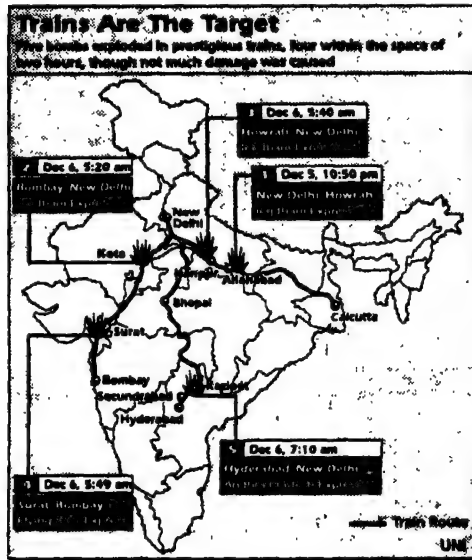 Trains Are The Target
Five bombs exploded in prestigious trains, four within the space of
two hours, though not much damage was caused
3 Dec 6, 5:40 am
Howrah New Delhi
2 Dec 6, 5:20 am
Bombay New Delhi
1 Dec 5, 10:50 pm
New Delhi Howrah
New
Delhi
Kota
Kanpur
Allahabad
Bhopal
Calcutta
Surat
Bombay
Kazipet
Secundrabad
Hyderabad
5 Dec 6, 7:10 am
Hyderabad New Delhi
4 Dec 6, 5:49 am
Surat Bombay
Train Route
UNI